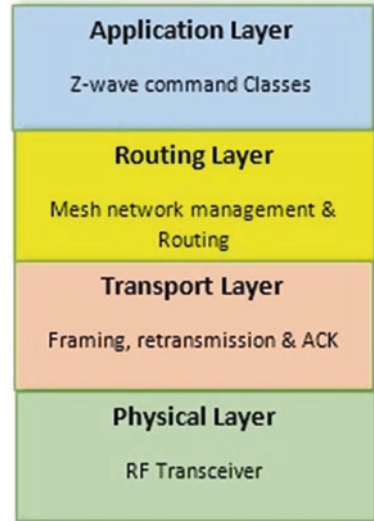 Application Layer
Z-wave command Classes
Routing Layer
Mesh network management &
Routing
Transport Layer
Framing, retransmission & ACK
Physical Layer
RF Transceiver